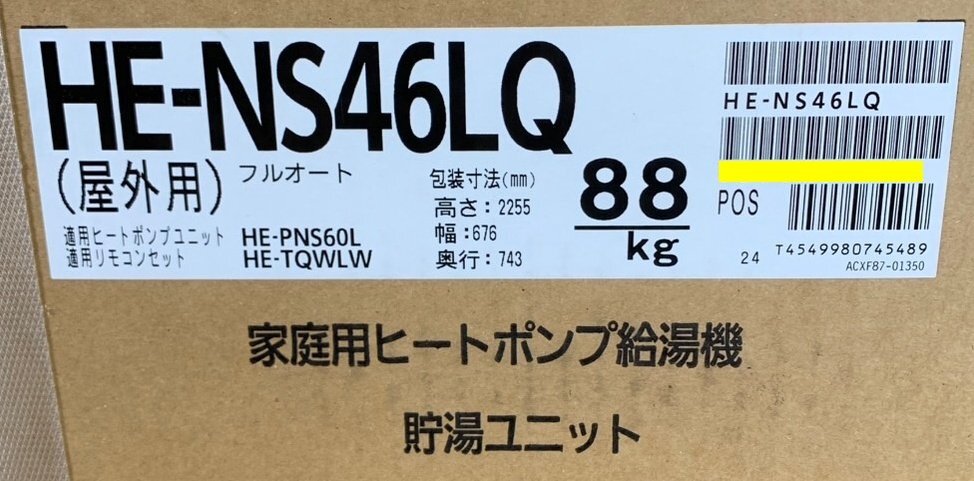 HE-NS46LQ
(屋外用) フルオート
適用ヒートポンプユニット HE-PNS60L
適用リモコンセット HE-TQWLW
包装寸法(mm)
高さ:2255
幅:676
奥行:743
88
kg
HE-NS46LQ
POS
24 T4549980745489
ACXF87-01350
家庭用ヒートポンプ給湯機
貯湯ユニット